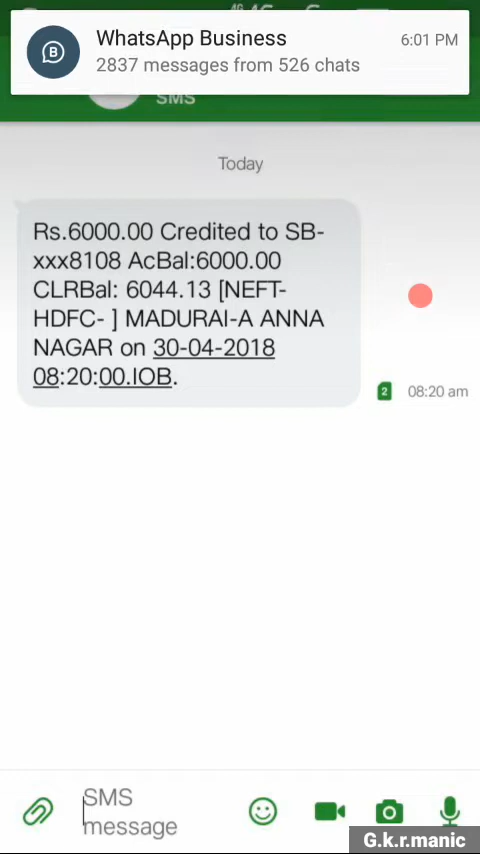 WhatsApp Business
6:01 PM
2837 messages from 526 chats
SMS
Today
Rs.6000.00 Credited to SB-
xxx8108 AcBal:6000.00
CLRBal: 6044.13 [NEFT-
HDFC- ] MADURAI-A ANNA
NAGAR on 30-04-2018
08:20:00.IOB.
2
08:20 am
SMS
message
G.k.r.manic